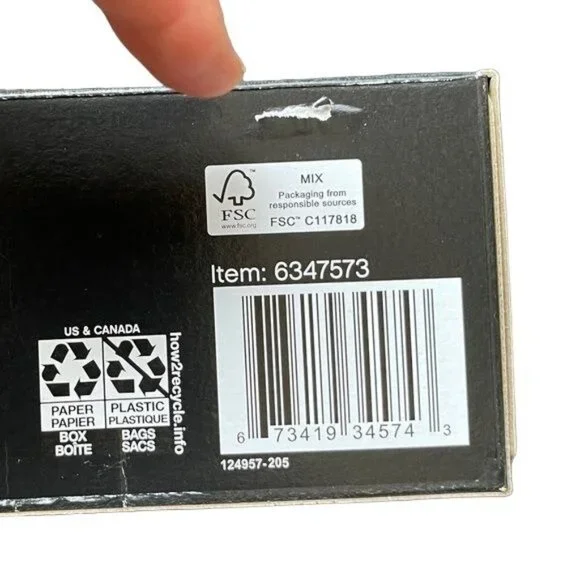 MIX
Packaging from
responsible sources
FSC™ C117818
FSC™
www.fsc.org
Item: 6347573
US & CANADA
how2recycle.info
PAPER
PAPIER
BOX
BOÎTE
PLASTIC
PLASTIQUE
BAGS
SACS
6 73419 34574 3
124957-205